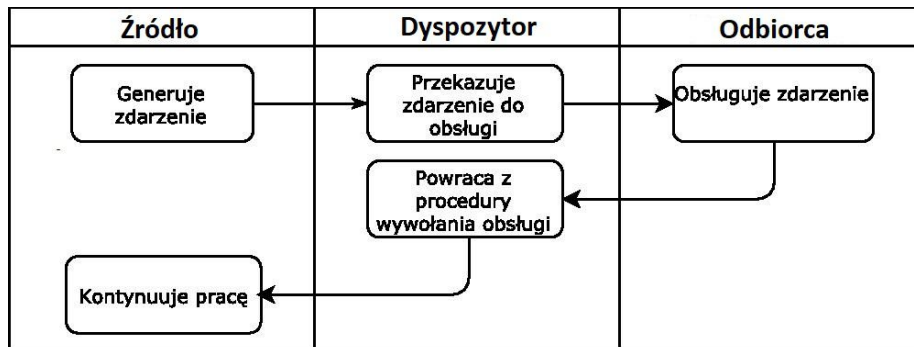 Źródło
Dyspozytor
Odbiorca
Generuje
zdarzenie
Przekazuje
zdarzenie do
obsługi
Obsługuje zdarzenie
Powraca z
procedury
wywołania obsługi
Kontynuuje pracę